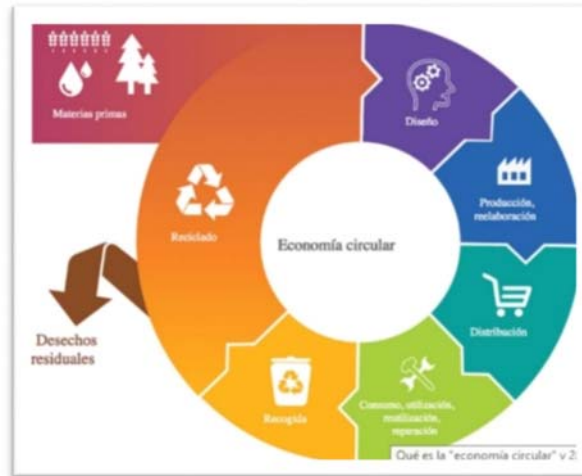 Materias primas
Diseño
Producción,
reelaboración
Reciclado
Economía circular
Distribución
Desechos
residuales
Recogida
Consumo, utilización,
reutilización,
reparación
Qué es la "economía circular" y